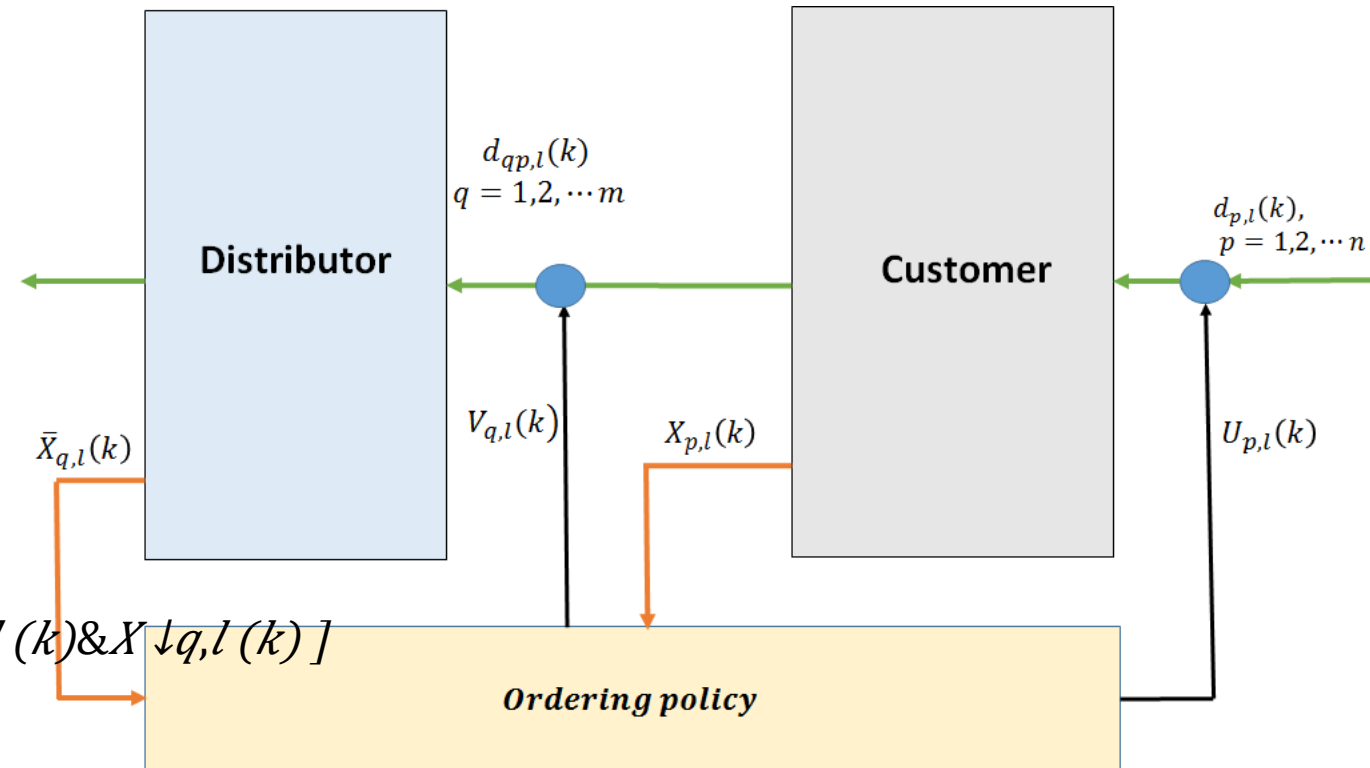 d_{qp,l}(k)
q = 1,2, ⋯ m
d_{p,l}(k),
p = 1,2, ⋯ n
Distributor
Customer
V_{q,l}(k)
X_{p,l}(k)
U_{p,l}(k)
X̄_{q,l}(k)
(k)&X ↓q,l (k) ]
Ordering policy